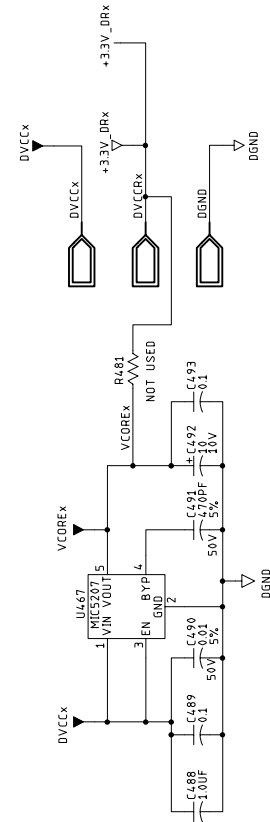 +3.3V_DRx
DVCCx
+3.3V_DRx
DVCCx
DVCCRx
DGND
DGND
R481
NOT USED
VCOREx
VCOREx
U467
MIC5207
VIN VOUT
EN BYP
GND
1
5
3
4
2
DVCCx
C488
1.0UF
C489
0.1
C490
0.01
5%
50V
C491
470PF
5%
50V
C492
+
10
10V
C493
0.1
DGND